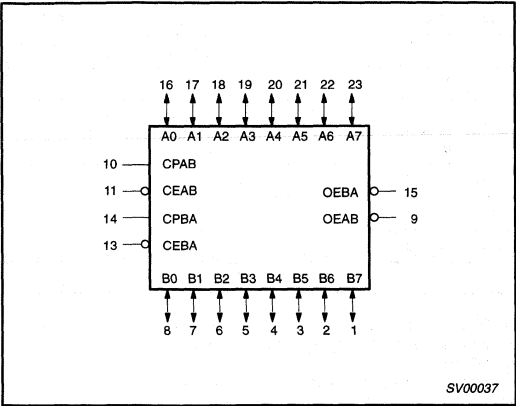 16 17 18 19 20 21 22 23
A0 A1 A2 A3 A4 A5 A6 A7
10 CPAB
11 CEAB OEBA 15
14 CPBA OEAB 9
13 CEBA
B0 B1 B2 B3 B4 B5 B6 B7
8 7 6 5 4 3 2 1
SV00037